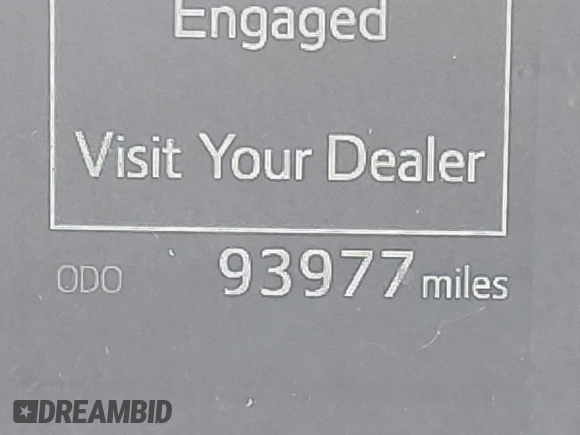 Engaged
Visit Your Dealer
ODO 93977 miles
DREAMBID